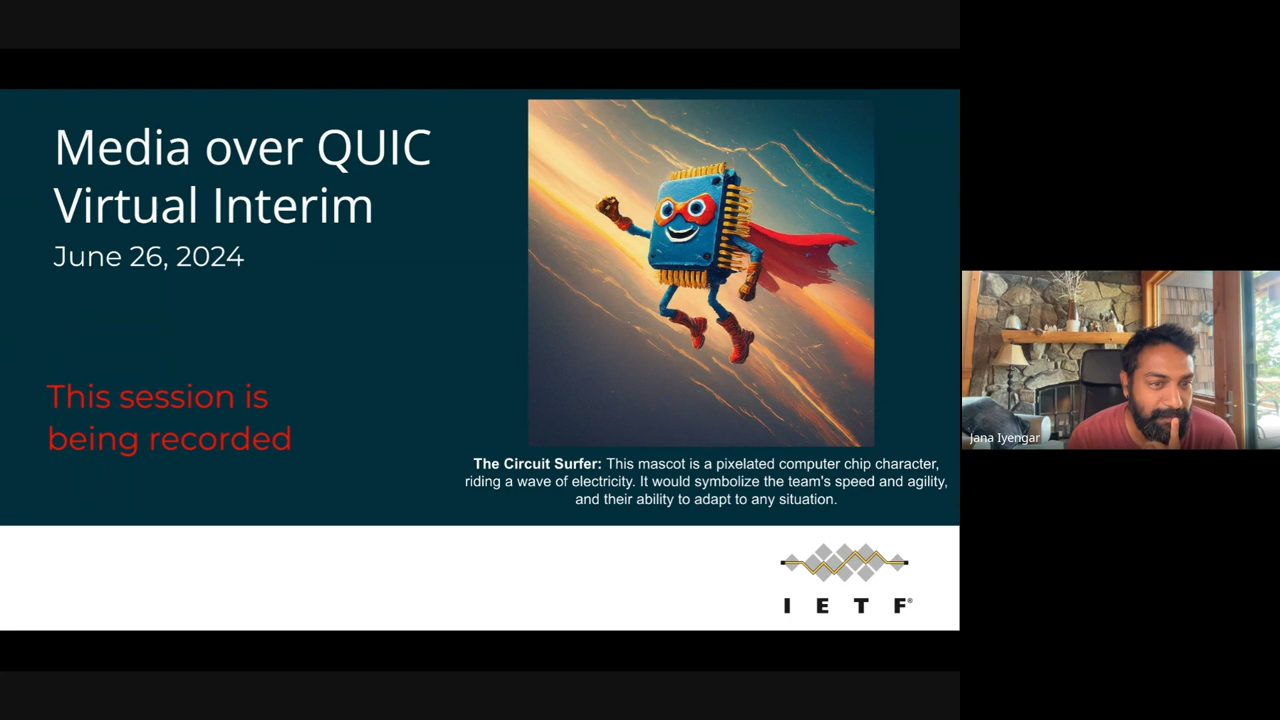 Media over QUIC
Virtual Interim
June 26, 2024
This session is
being recorded
The Circuit Surfer: This mascot is a pixelated computer chip character,
riding a wave of electricity. It would symbolize the team's speed and agility,
and their ability to adapt to any situation.
I E T F®
Jana Iyengar